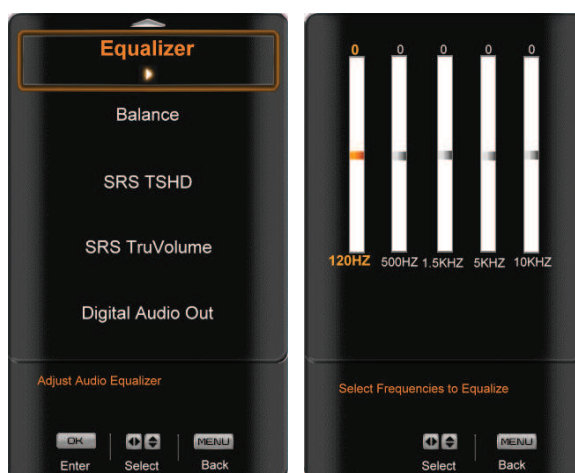 Equalizer
Balance
SRS TSHD
SRS TruVolume
Digital Audio Out
Adjust Audio Equalizer
OK MENU
Enter Select Back
0 0 0 0 0
120HZ 500HZ 1.5KHZ 5KHZ 10KHZ
Select Frequencies to Equalize
MENU
Select Back